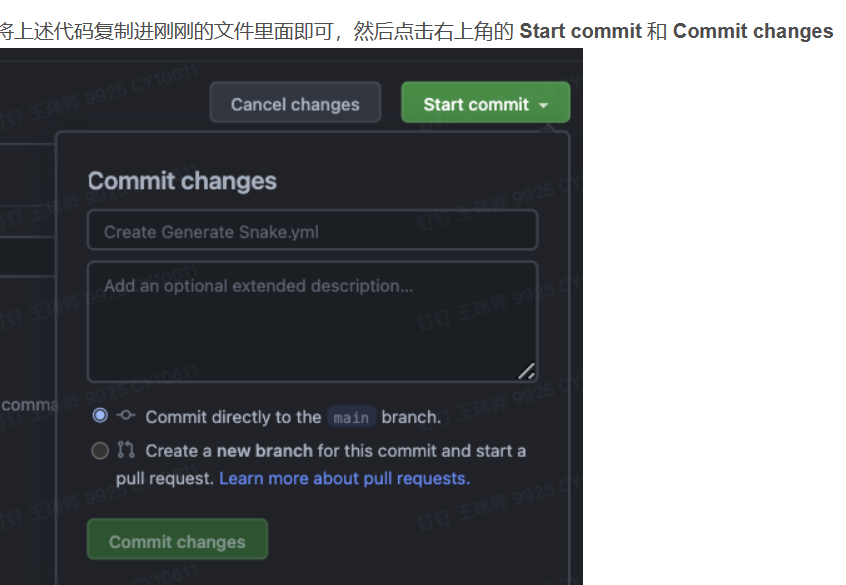 将上述代码复制进刚刚的文件里面即可，然后点击右上角的 Start commit 和 Commit changes
Cancel changes
Start commit
Commit changes
Create Generate Snake.yml
Add an optional extended description...
comma
Commit directly to the main branch.
Create a new branch for this commit and start a
pull request. Learn more about pull requests.
Commit changes
钉钉 王玮晔 9925 CY10611